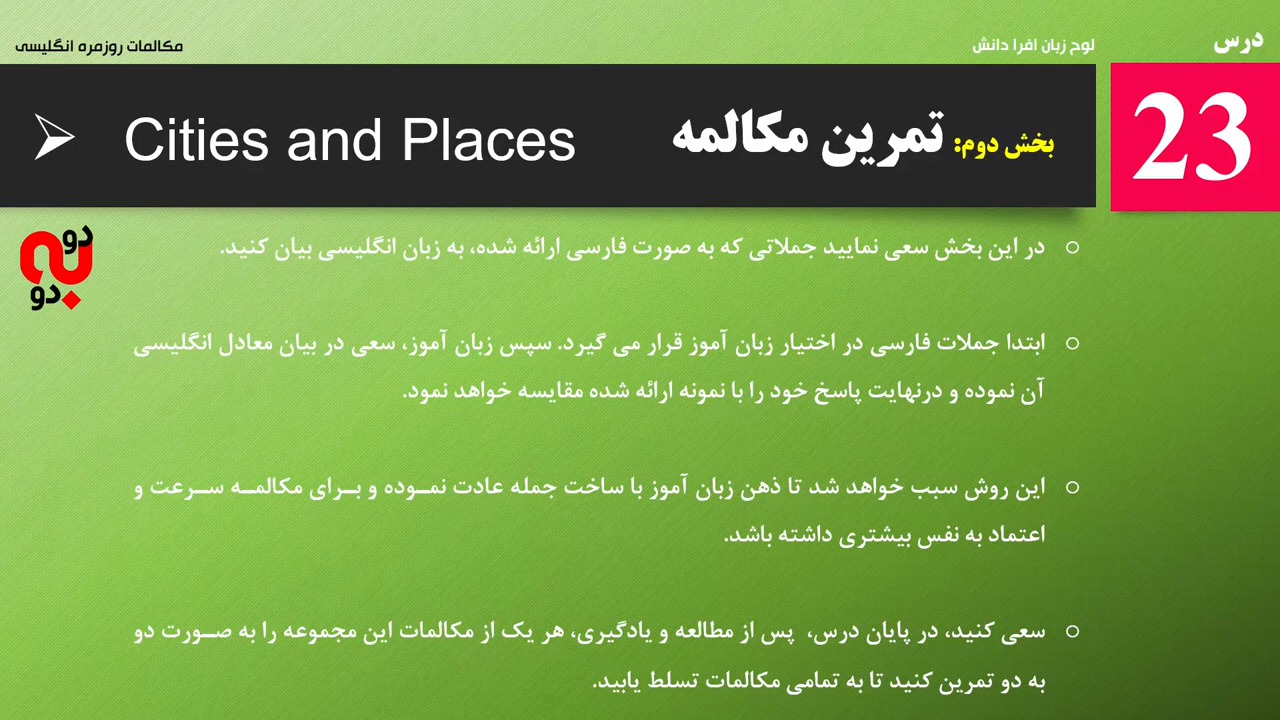 درس
لوح زبان افرا دانش
مکالمات روزمره انگلیسی
23
بخش دوم: تمرین مکالمه
Cities and Places
دو به دو
در این بخش سعی نمایید جملاتی که به صورت فارسی ارائه شده، به زبان انگلیسی بیان کنید.
ابتدا جملات فارسی در اختیار زبان آموز قرار می گیرد. سپس زبان آموز، سعی در بیان معادل انگلیسی
آن نموده و درنهایت پاسخ خود را با نمونه ارائه شده مقایسه خواهد نمود.
این روش سبب خواهد شد تا ذهن زبان آموز با ساخت جمله عادت نمـوده و بـرای مکالمـه سـرعت و
اعتماد به نفس بیشتری داشته باشد.
سعی کنید، در پایان درس، پس از مطالعه و یادگیری، هر یک از مکالمات این مجموعه را به صـورت دو
به دو تمرین کنید تا به تمامی مکالمات تسلط یابید.